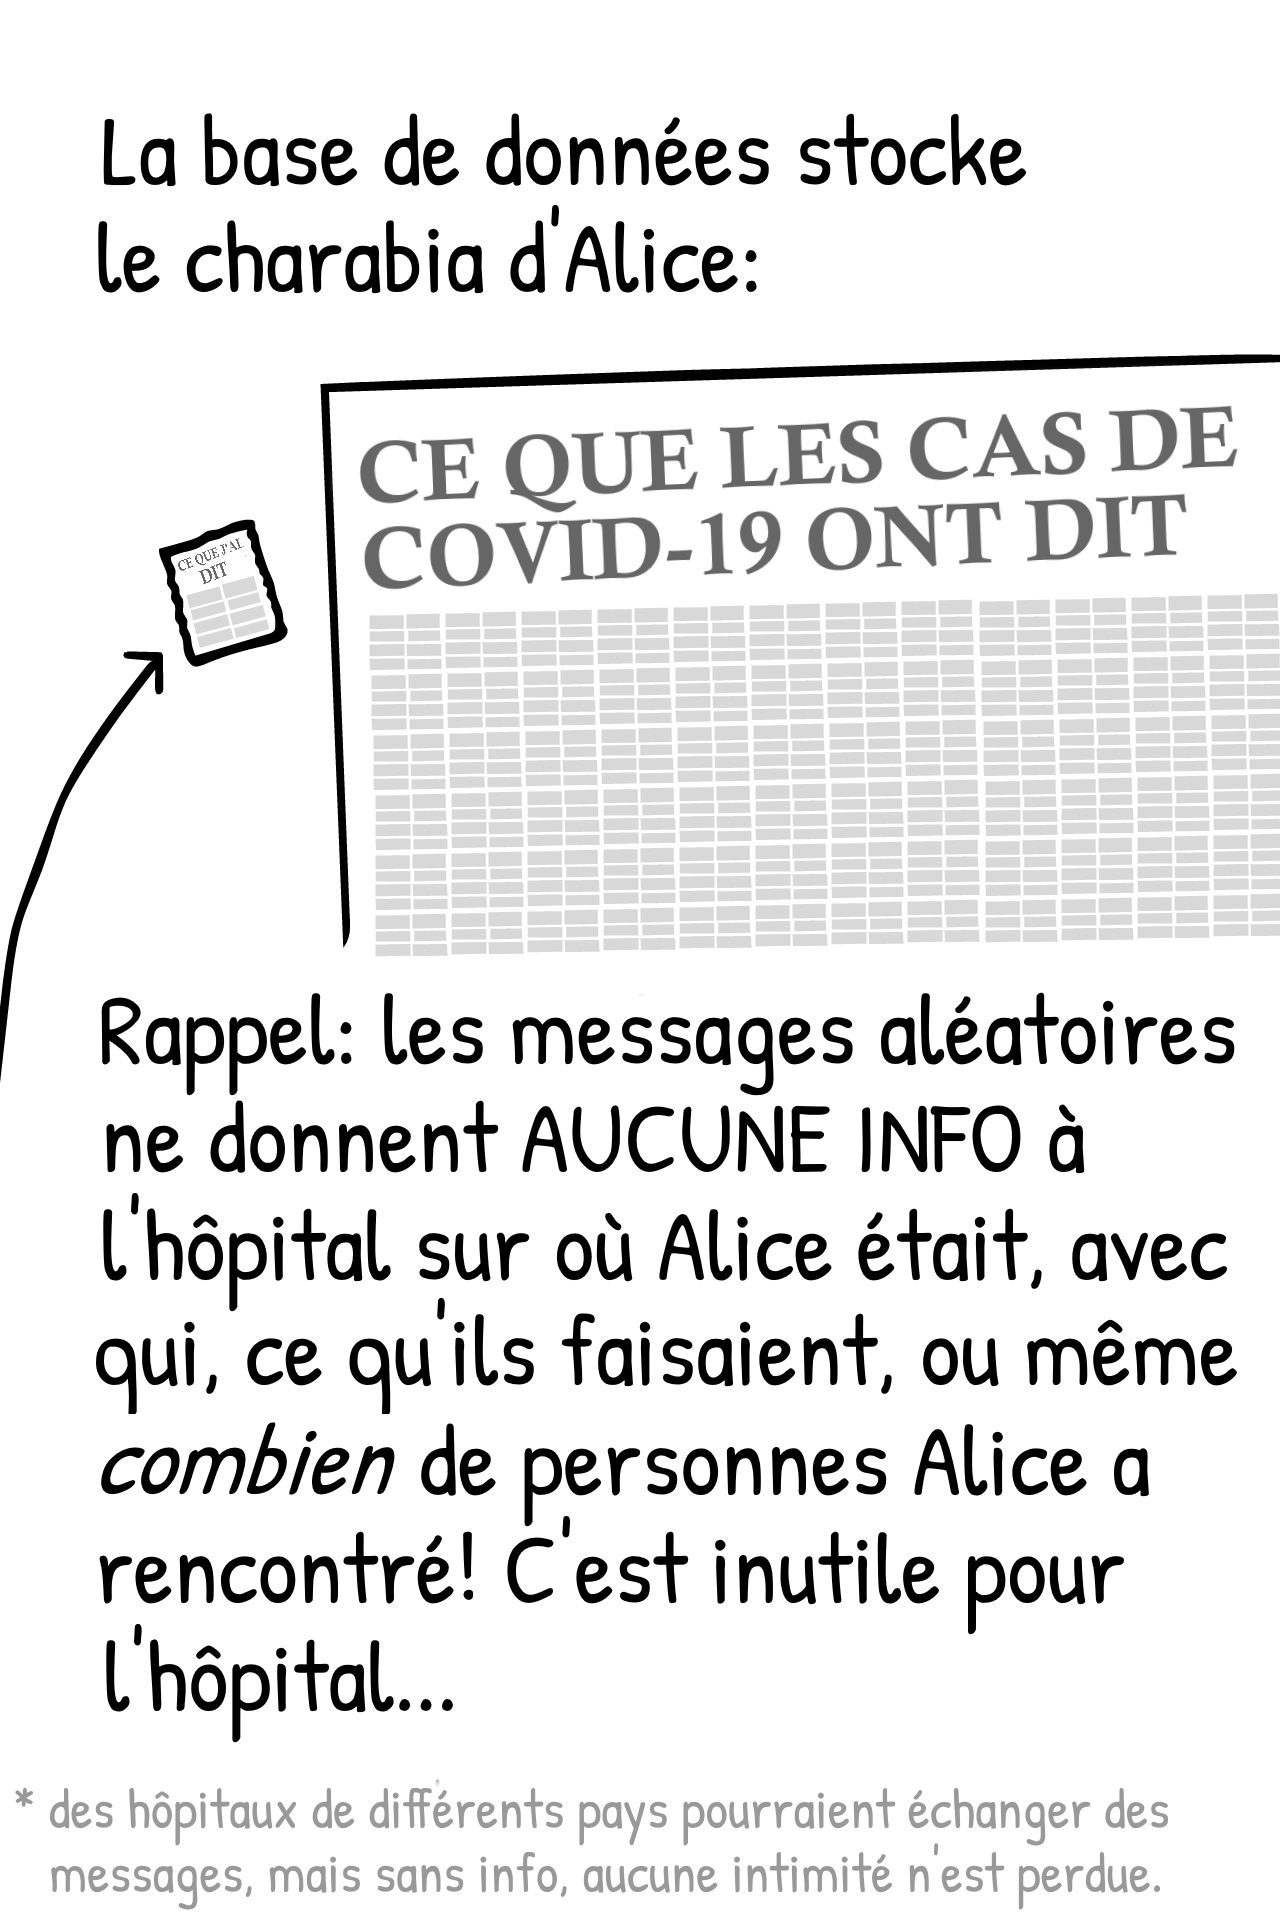 La base de données stocke
le charabia d'Alice:
CE QUE LES CAS DE
COVID-19 ONT DIT
CE QUE J'AI
DIT
Rappel: les messages aléatoires
ne donnent AUCUNE INFO à
l'hôpital sur où Alice était, avec
qui, ce qu'ils faisaient, ou même
combien de personnes Alice a
rencontré! C'est inutile pour
l'hôpital...
* des hôpitaux de différents pays pourraient échanger des
messages, mais sans info, aucune intimité n'est perdue.